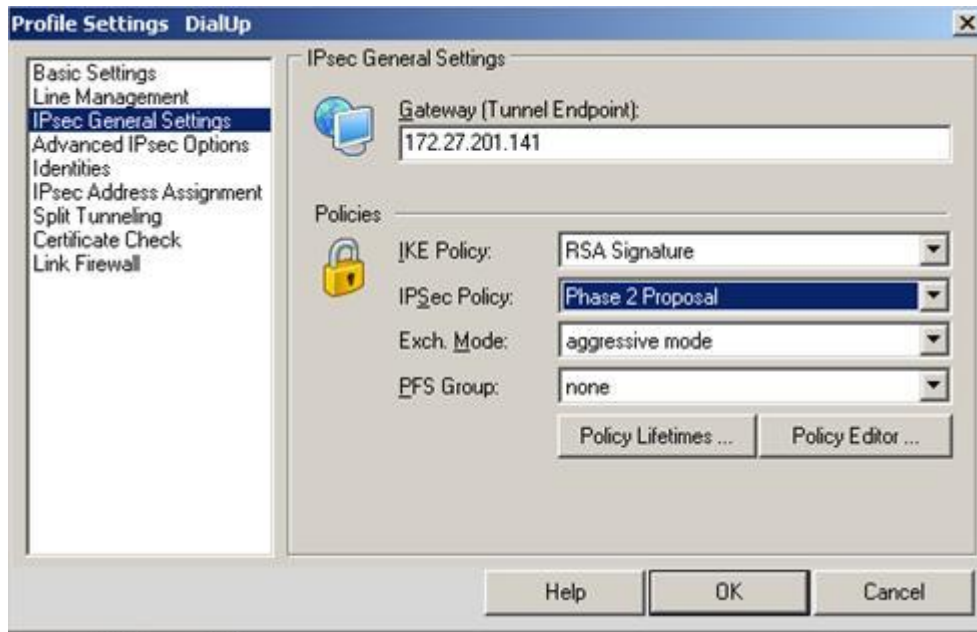 Profile Settings DialUp
Basic Settings
Line Management
IPsec General Settings
Advanced IPsec Options
Identities
IPsec Address Assignment
Split Tunneling
Certificate Check
Link Firewall
IPsec General Settings
Gateway (Tunnel Endpoint):
172.27.201.141
Policies
IKE Policy: RSA Signature
IPSec Policy: Phase 2 Proposal
Exch. Mode: aggressive mode
PFS Group: none
Policy Lifetimes ... Policy Editor ...
Help OK Cancel